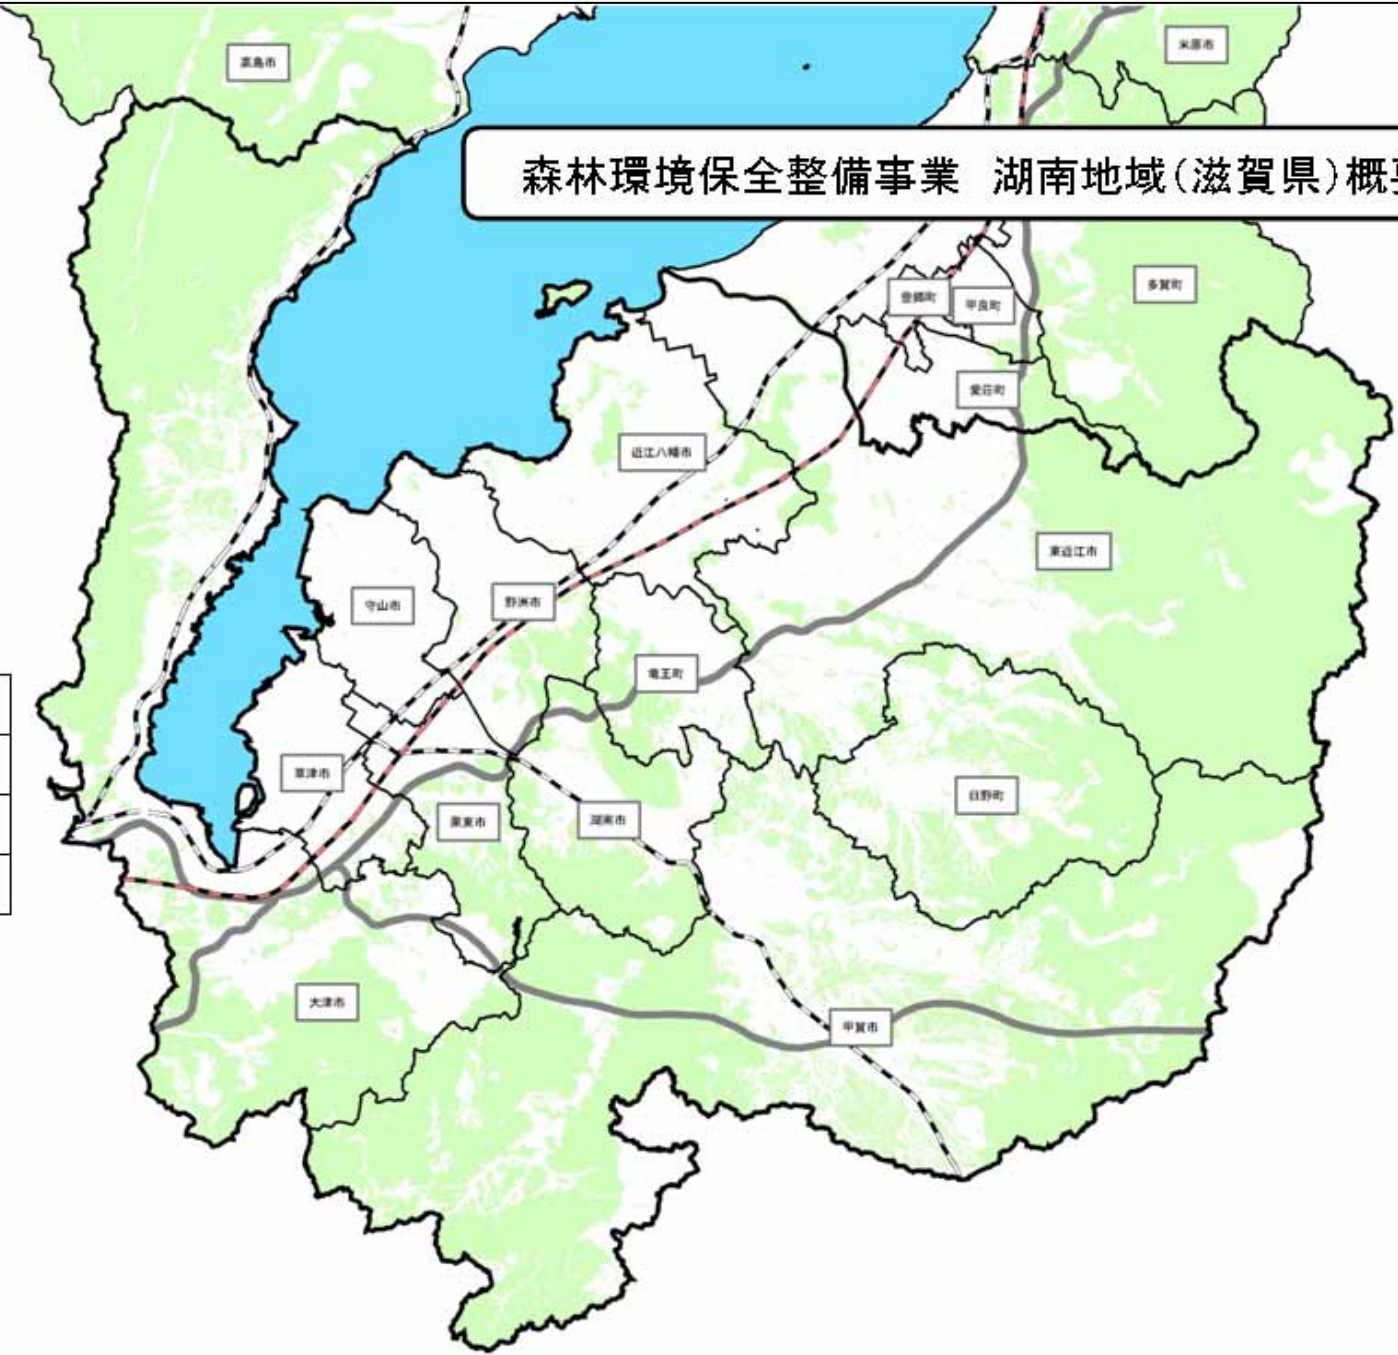 高島市
米原市
森林環境保全整備事業 湖南地域(滋賀県)概要
多賀町
豊郷町
甲良町
愛荘町
近江八幡市
東近江市
守山市
野洲市
竜王町
草津市
日野町
栗東市
湖南市
大津市
甲賀市